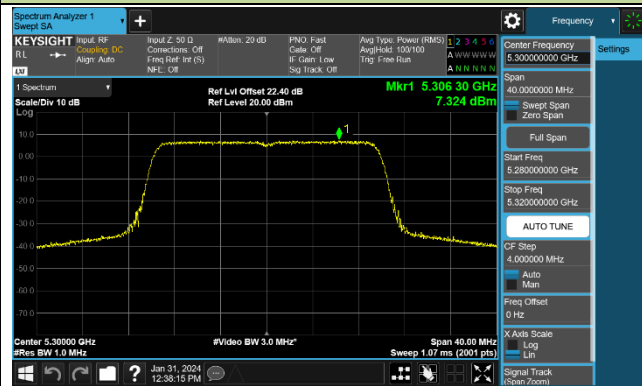 Spectrum Analyzer 1
Swept SA
+
Frequency
KEYSIGHT
RL
LXI
Input: RF
Coupling: DC
Align: Auto
Input Z: 50 Ω
Corrections: Off
Freq Ref: Int (S)
NFE: Off
#Atten: 20 dB
PNO: Fast
Gate: Off
IF Gain: Low
Sig Track: Off
Avg Type: Power (RMS)
Avg|Hold: 100/100
Trig: Free Run
1 2 3 4 5 6
A W W W W W
A N N N N N
1 Spectrum
Scale/Div 10 dB
Log
Ref Lvl Offset 22.40 dB
Ref Level 20.00 dBm
Mkr1 5.306 30 GHz
7.324 dBm
10.0
0.00
-10.0
-20.0
-30.0
-40.0
-50.0
-60.0
-70.0
1
Center 5.30000 GHz
#Res BW 1.0 MHz
#Video BW 3.0 MHz*
Span 40.00 MHz
Sweep 1.07 ms (2001 pts)
Center Frequency
5.300000000 GHz
Settings
Span
40.0000000 MHz
Swept Span
Zero Span
Full Span
Start Freq
5.280000000 GHz
Stop Freq
5.320000000 GHz
AUTO TUNE
CF Step
4.000000 MHz
Auto
Man
Freq Offset
0 Hz
X Axis Scale
Log
Lin
Signal Track
(Span Zoom)
?
Jan 31, 2024
12:38:15 PM